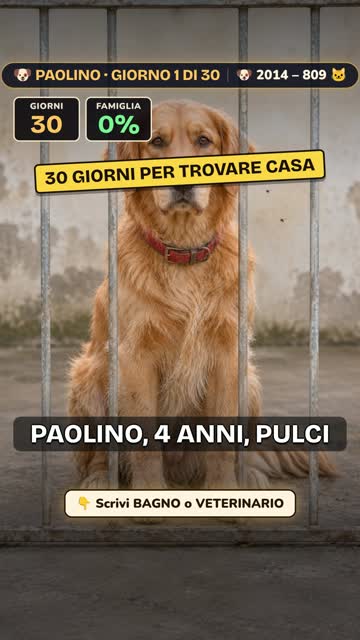 🐶 PAOLINO · GIORNO 1 DI 30 | 🐶 2014 – 809 🐱
GIORNI
30
FAMIGLIA
0%
30 GIORNI PER TROVARE CASA
PAOLINO, 4 ANNI, PULCI
👇 Scrivi BAGNO o VETERINARIO